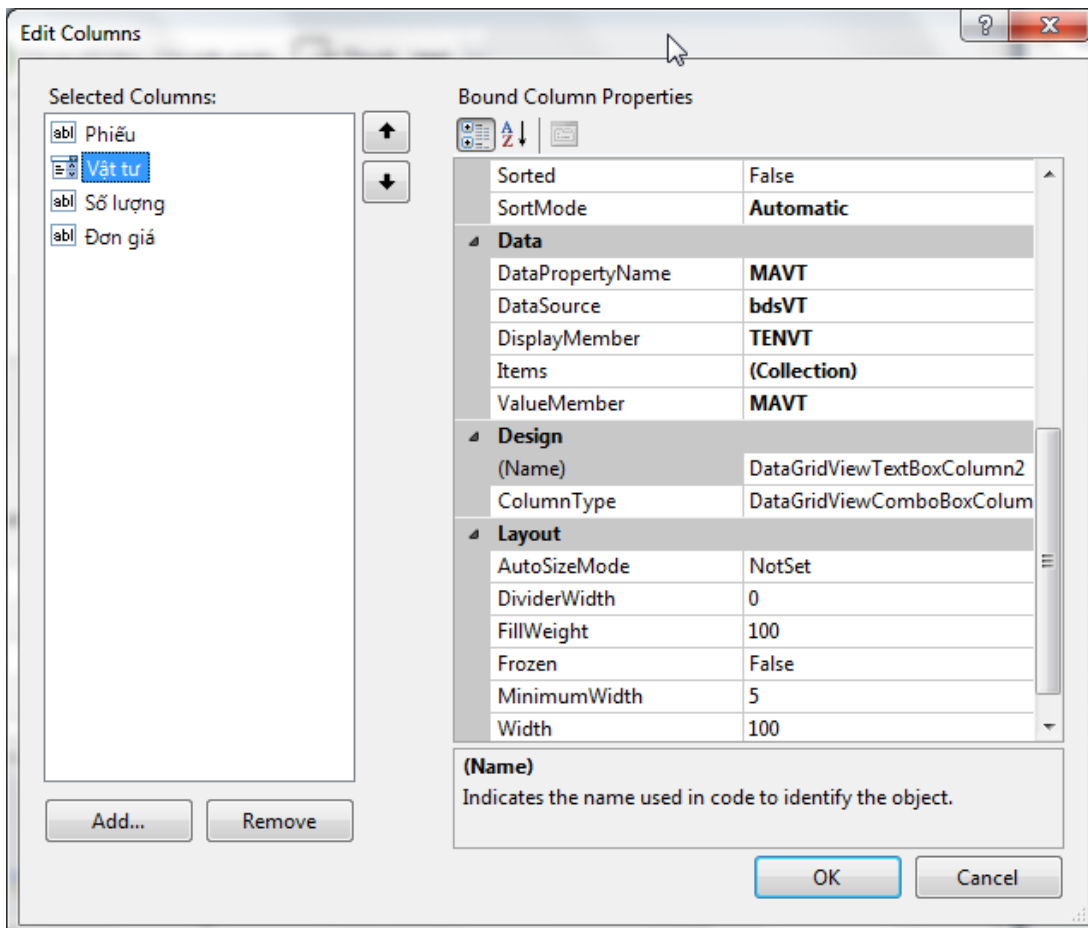 Edit Columns
Selected Columns:
abl Phiếu
Vật tư
abl Số lượng
abl Đơn giá
Add...
Remove
Bound Column Properties
Sorted False
SortMode Automatic
Data
DataPropertyName MAVT
DataSource bdsVT
DisplayMember TENVT
Items (Collection)
ValueMember MAVT
Design
(Name) DataGridViewTextBoxColumn2
ColumnType DataGridViewComboBoxColum
Layout
AutoSizeMode NotSet
DividerWidth 0
FillWeight 100
Frozen False
MinimumWidth 5
Width 100
(Name)
Indicates the name used in code to identify the object.
OK
Cancel